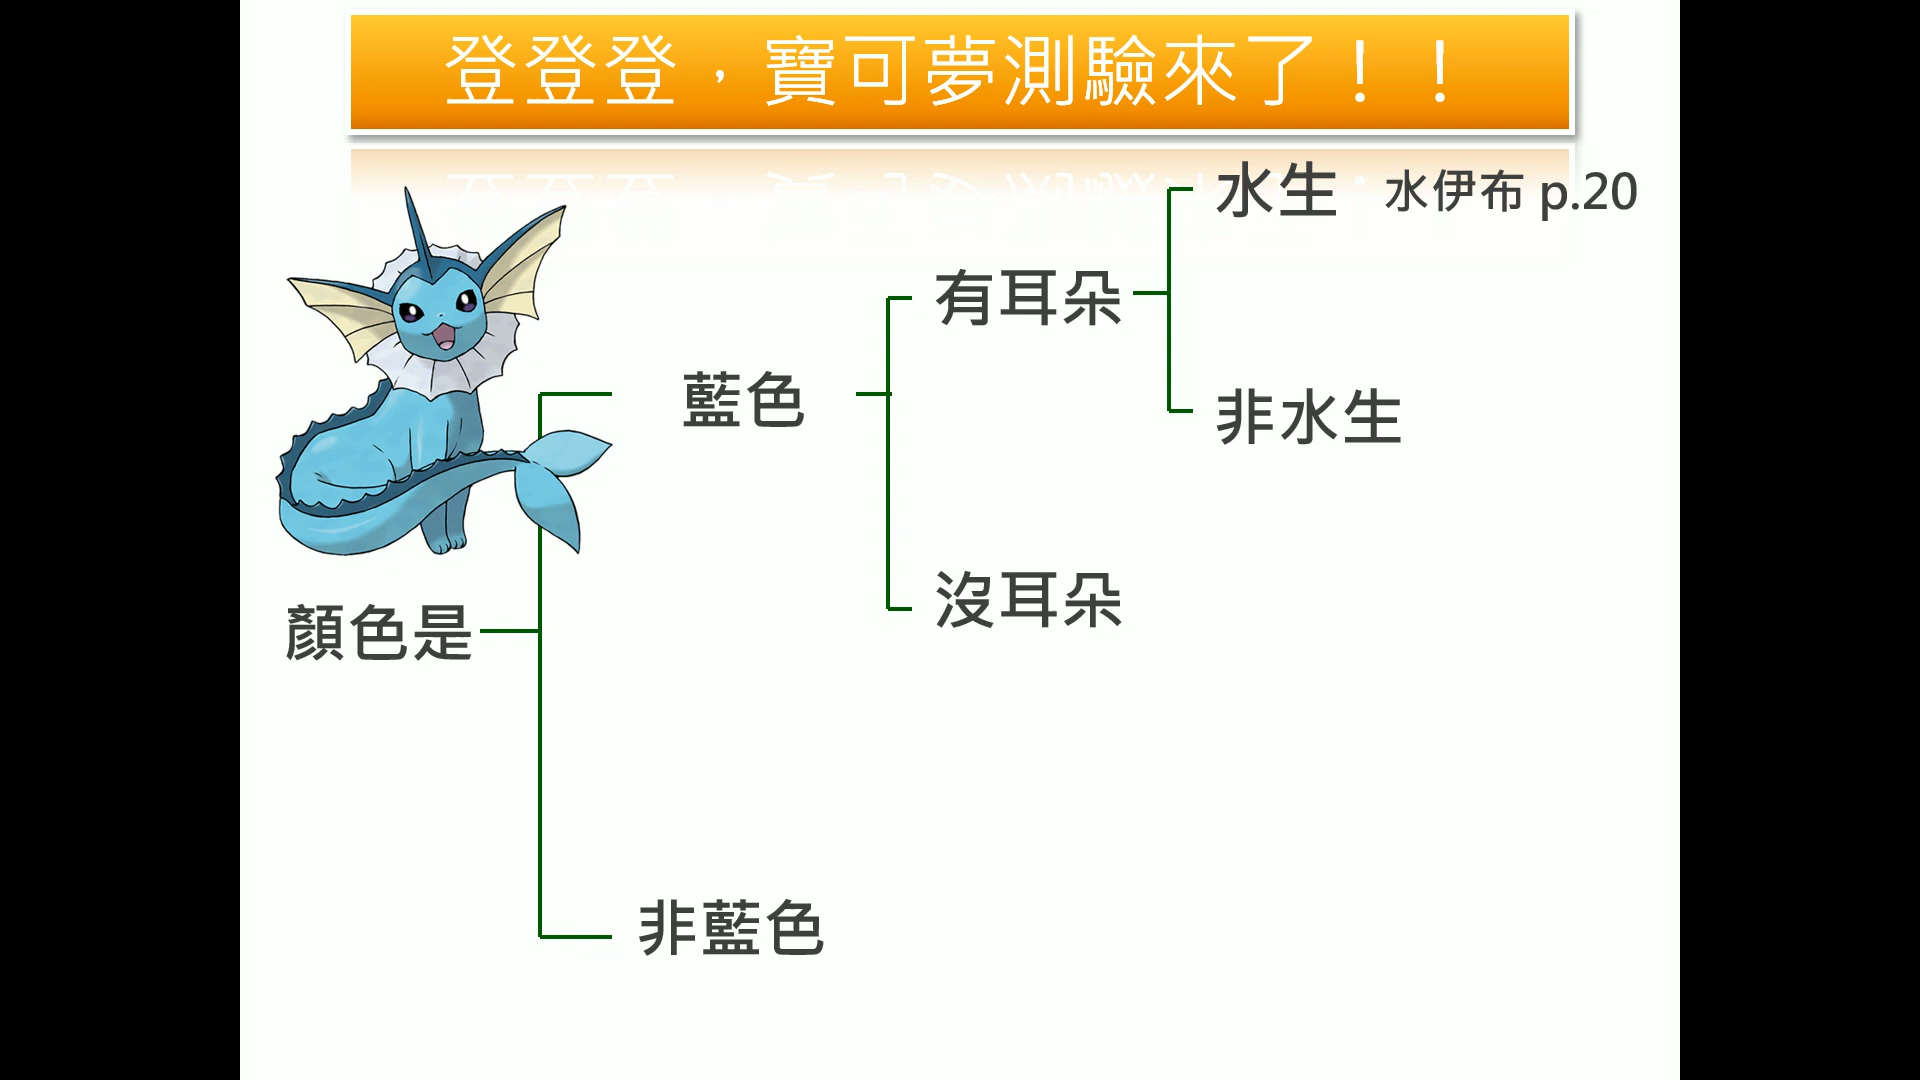 登登登，寶可夢測驗來了！！
水生 水伊布 p.20
有耳朵
藍色
非水生
沒耳朵
顏色是
非藍色